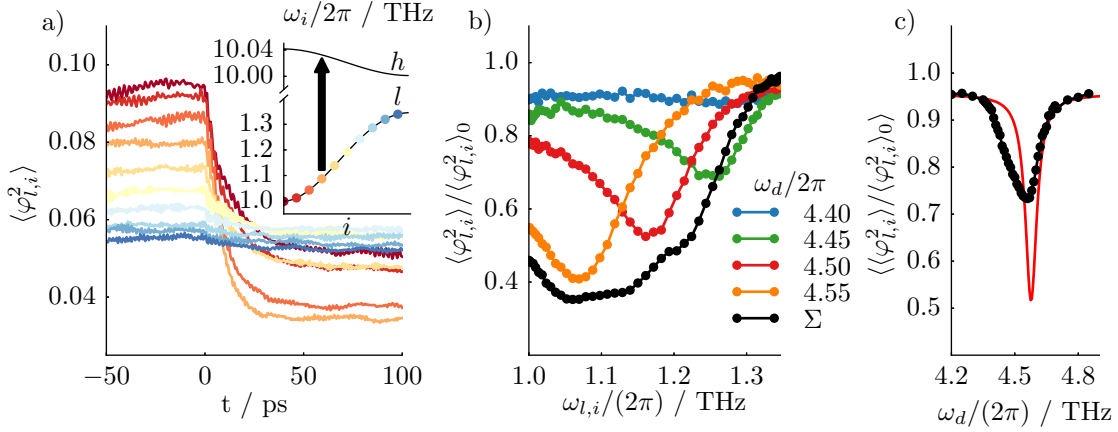 a)
ω_i/2π / THz
10.04
10.00
1.3
1.2
1.1
1.0
h
l
i
0.10
0.08
0.06
0.04
⟨φ²_{l,i}⟩
−50
0
50
100
t / ps
b)
1.0
0.8
0.6
0.4
⟨φ²_{l,i}⟩/⟨φ²_{l,i}⟩₀
ω_d/2π
4.40
4.45
4.50
4.55
Σ
1.0
1.1
1.2
1.3
ω_{l,i}/(2π) / THz
c)
1.0
0.9
0.8
0.7
0.6
0.5
⟨⟨φ²_{l,i}⟩/⟨φ²_{l,i}⟩₀⟩
4.2
4.5
4.8
ω_d/(2π) / THz